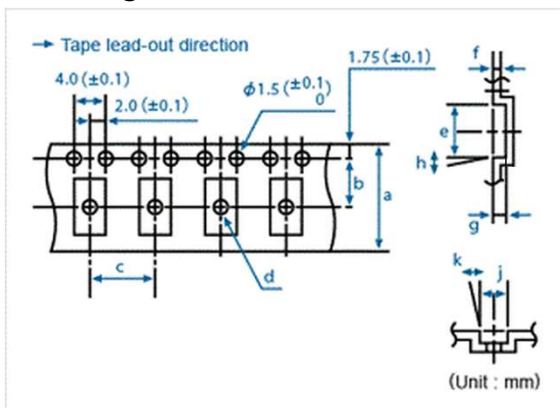 → Tape lead-out direction
4.0 (±0.1)
2.0 (±0.1)
ϕ1.5 (±0.1 0)
1.75 (±0.1)
f
e
h
g
b
a
c
d
k
j
(Unit : mm)